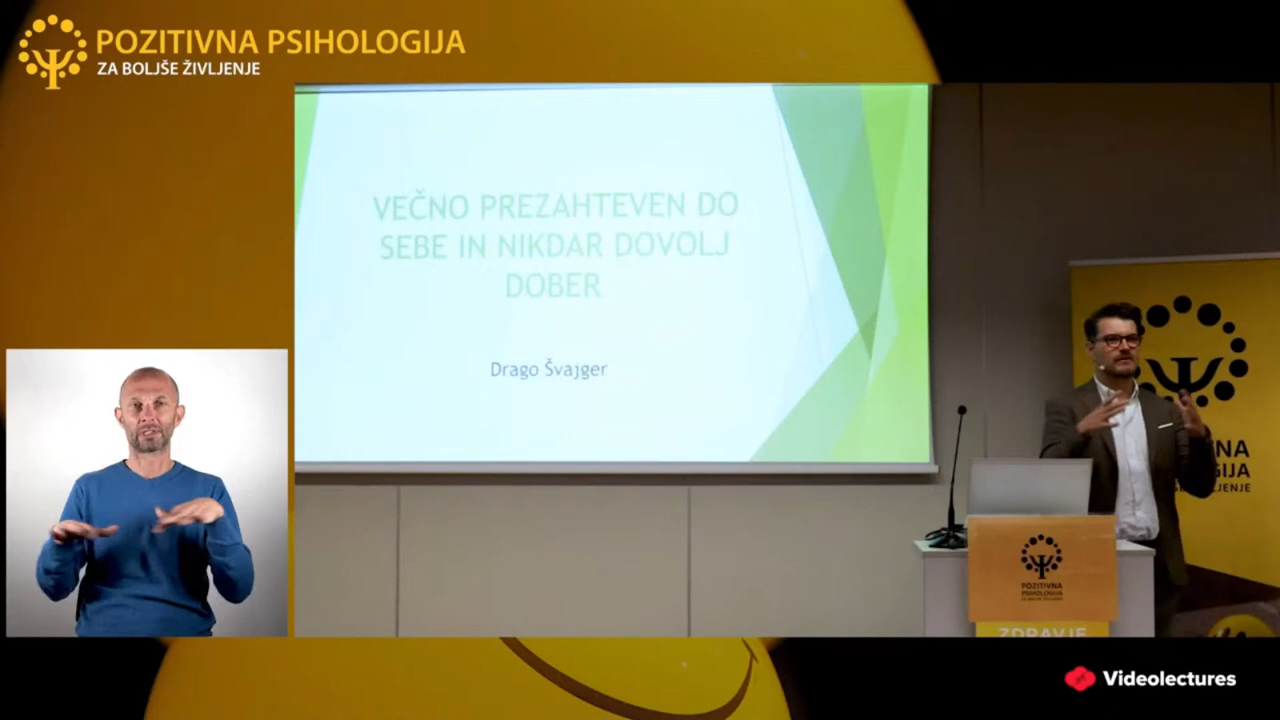 POZITIVNA PSIHOLOGIJA
ZA BOLJŠE ŽIVLJENJE
VEČNO PREZAHTEVEN DO
SEBE IN NIKDAR DOVOLJ
DOBER
Drago Švajger
NA
GIJA
LJENJE
POZITIVNA
PSIHOLOGIJA
ZDRAVJE
Videolectures